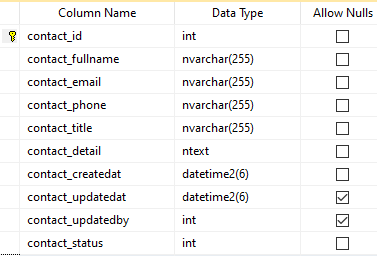 Column Name Data Type Allow Nulls
contact_id int
contact_fullname nvarchar(255)
contact_email nvarchar(255)
contact_phone nvarchar(255)
contact_title nvarchar(255)
contact_detail ntext
contact_createdat datetime2(6)
contact_updatedat datetime2(6)
contact_updatedby int
contact_status int